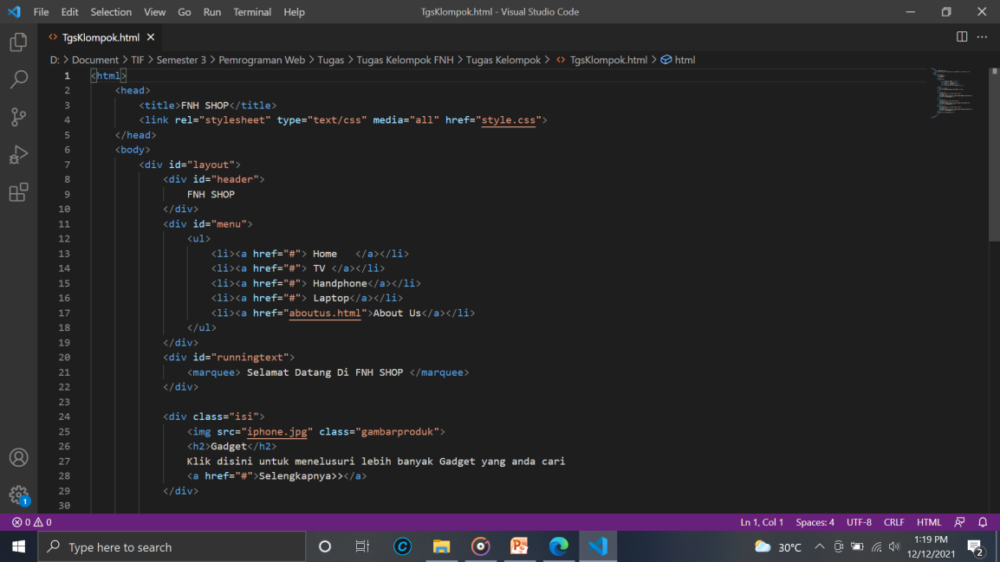 File Edit Selection View Go Run Terminal Help TgsKlompok.html - Visual Studio Code
TgsKlompok.html
D: > Document > TIF > Semester 3 > Pemrograman Web > Tugas > Tugas Kelompok FNH > Tugas Kelompok > TgsKlompok.html > html
1 <html>
2 <head>
3 <title>FNH SHOP</title>
4 <link rel="stylesheet" type="text/css" media="all" href="style.css">
5 </head>
6 <body>
7 <div id="layout">
8 <div id="header">
9 FNH SHOP
10 </div>
11 <div id="menu">
12 <ul>
13 <li><a href="#"> Home   </a></li>
14 <li><a href="#"> TV </a></li>
15 <li><a href="#"> Handphone</a></li>
16 <li><a href="#"> Laptop</a></li>
17 <li><a href="aboutus.html">About Us</a></li>
18 </ul>
19 </div>
20 <div id="runningtext">
21 <marquee> Selamat Datang Di FNH SHOP </marquee>
22 </div>
23
24 <div class="isi">
25 <img src="iphone.jpg" class="gambarproduk">
26 <h2>Gadget</h2>
27 Klik disini untuk menelusuri lebih banyak Gadget yang anda cari
28 <a href="#">Selengkapnya>></a>
29 </div>
30
1
0 0 Ln 1, Col 1 Spaces: 4 UTF-8 CRLF HTML
Type here to search 30°C 1:19 PM
12/12/2021 2